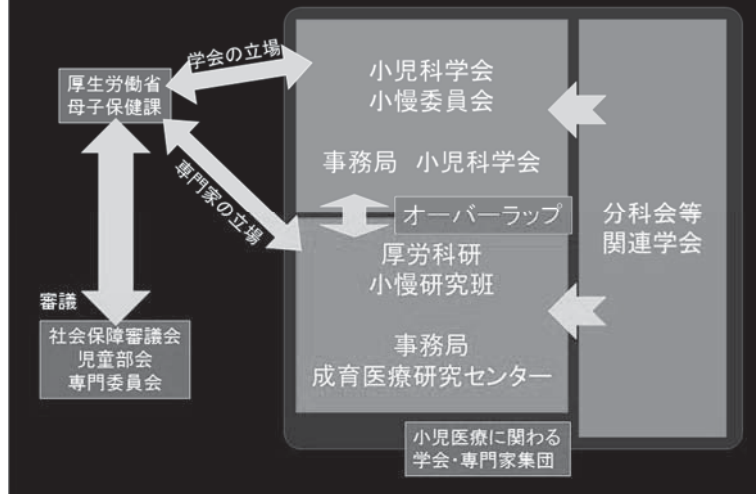 学会の立場
厚生労働省
母子保健課
専門家の立場
審議
社会保障審議会
児童部会
専門委員会
小児科学会
小慢委員会
事務局 小児科学会
オーバーラップ
厚労科研
小慢研究班
事務局
成育医療研究センター
分科会等
関連学会
小児医療に関わる
学会・専門家集団